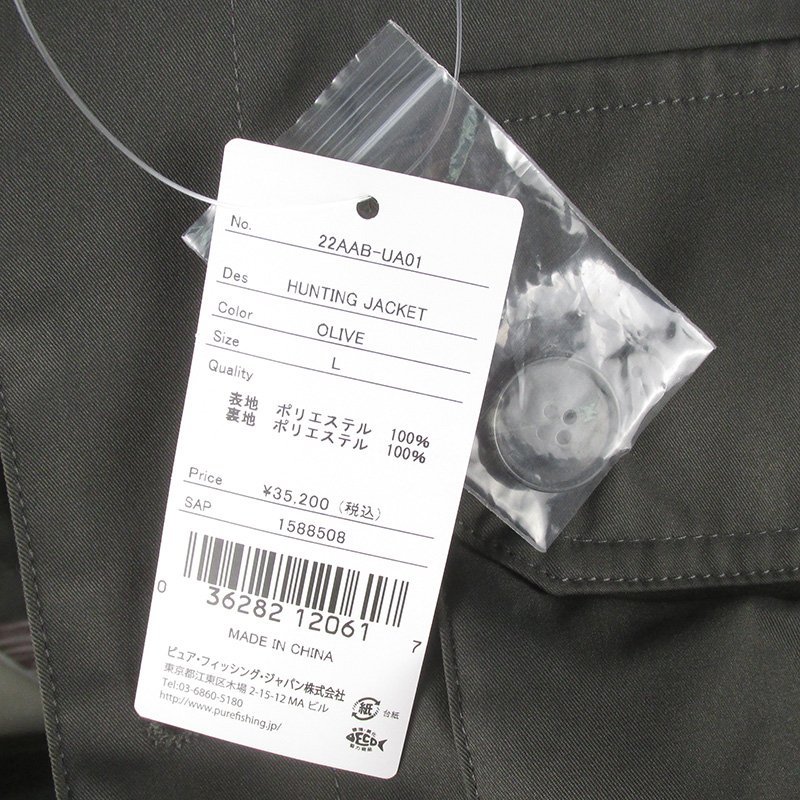 No. 22AAB-UA01
Des HUNTING JACKET
Color OLIVE
Size L
Quality
表地 ポリエステル 100%
裏地 ポリエステル 100%
Price ¥35,200(税込)
SAP 1588508
0 36282 12061 7
MADE IN CHINA
ピュア・フィッシング・ジャパン株式会社
東京都江東区木場 2-15-12 MA ビル
Tel:03-6860-5180
http://www.purefishing.jp/
紙 台紙
ECO